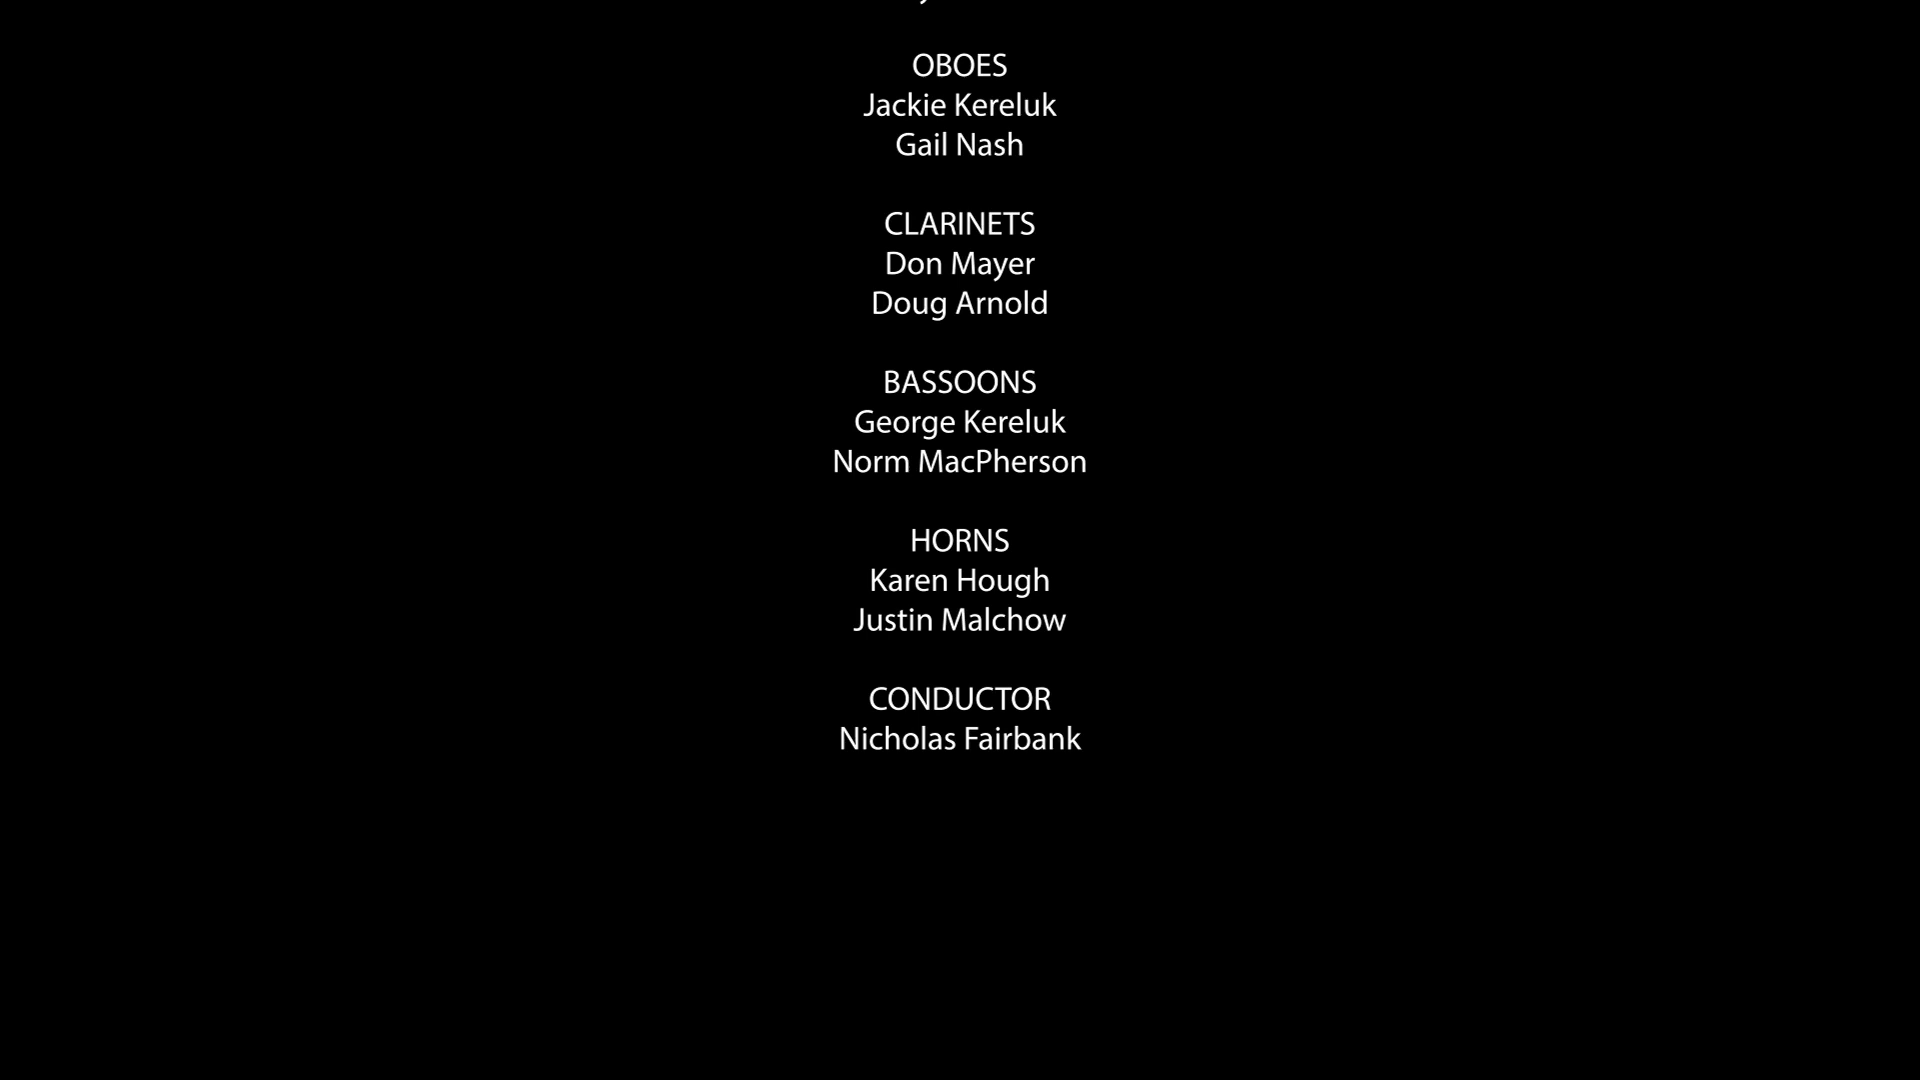 OBOES
Jackie Kereluk
Gail Nash
CLARINETS
Don Mayer
Doug Arnold
BASSOONS
George Kereluk
Norm MacPherson
HORNS
Karen Hough
Justin Malchow
CONDUCTOR
Nicholas Fairbank